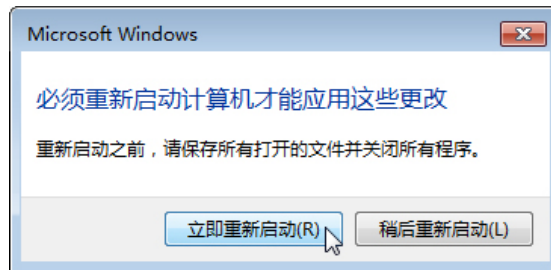 Microsoft Windows
必须重新启动计算机才能应用这些更改
重新启动之前，请保存所有打开的文件并关闭所有程序。
立即重新启动(R)
稍后重新启动(L)